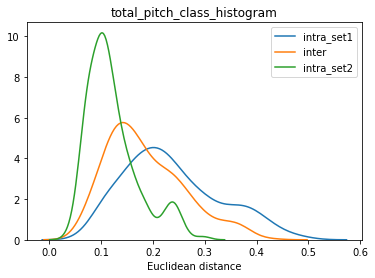 total_pitch_class_histogram
intra_set1
inter
intra_set2
10
8
6
4
2
0
0.0 0.1 0.2 0.3 0.4 0.5 0.6
Euclidean distance